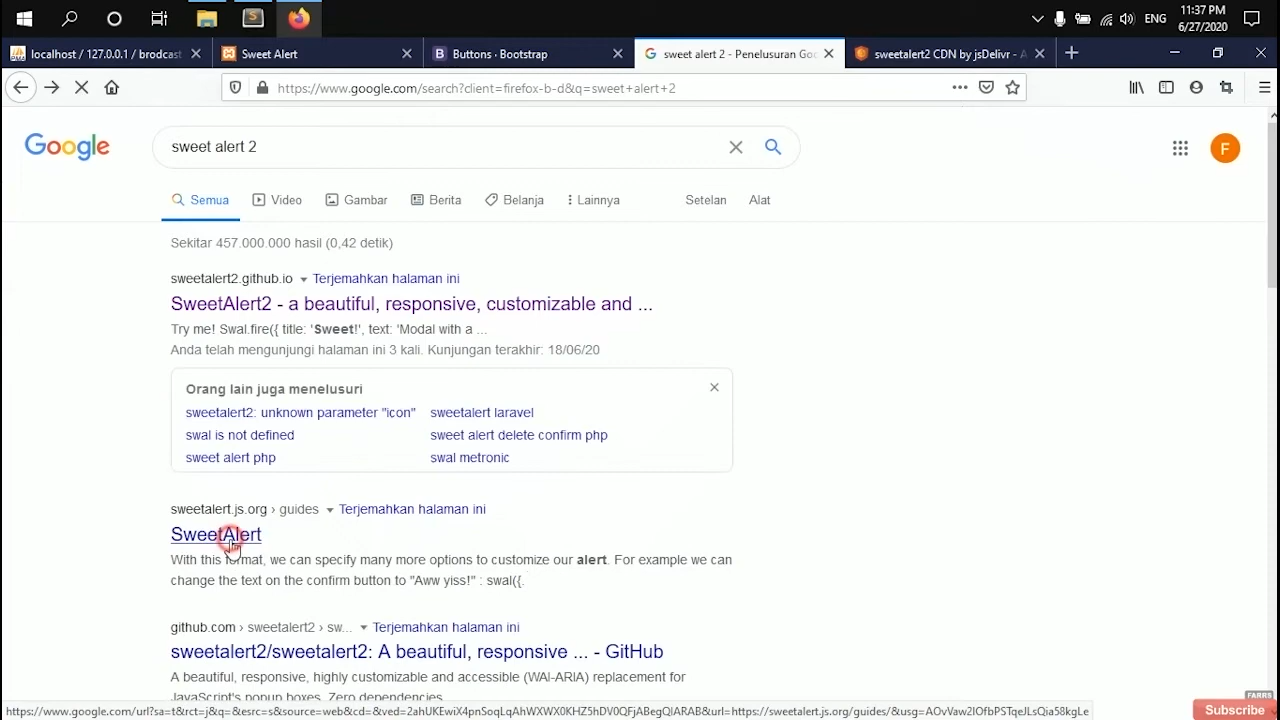 11:37 PM
ENG
6/27/2020
localhost / 127.0.0.1 / brodcast
Sweet Alert
Buttons · Bootstrap
sweet alert 2 - Penelusuran Goo
sweetalert2 CDN by jsDelivr - A
https://www.google.com/search?client=firefox-b-d&q=sweet+alert+2
Google
sweet alert 2
F
Semua
Video
Gambar
Berita
Belanja
Lainnya
Setelan
Alat
Sekitar 457.000.000 hasil (0,42 detik)
sweetalert2.github.io Terjemahkan halaman ini
SweetAlert2 - a beautiful, responsive, customizable and ...
Try me! Swal.fire({ title: 'Sweet!', text: 'Modal with a ...
Anda telah mengunjungi halaman ini 3 kali. Kunjungan terakhir: 18/06/20
Orang lain juga menelusuri
sweetalert2: unknown parameter "icon" sweetalert laravel
swal is not defined sweet alert delete confirm php
sweet alert php swal metronic
sweetalert.js.org › guides Terjemahkan halaman ini
SweetAlert
With this format, we can specify many more options to customize our alert. For example we can
change the text on the confirm button to "Aww yiss!" : swal({.
github.com › sweetalert2 › sw... Terjemahkan halaman ini
sweetalert2/sweetalert2: A beautiful, responsive ... - GitHub
A beautiful, responsive, highly customizable and accessible (WAI-ARIA) replacement for
JavaScript's popup boxes. Zero dependencies
FARRS
Subscribe